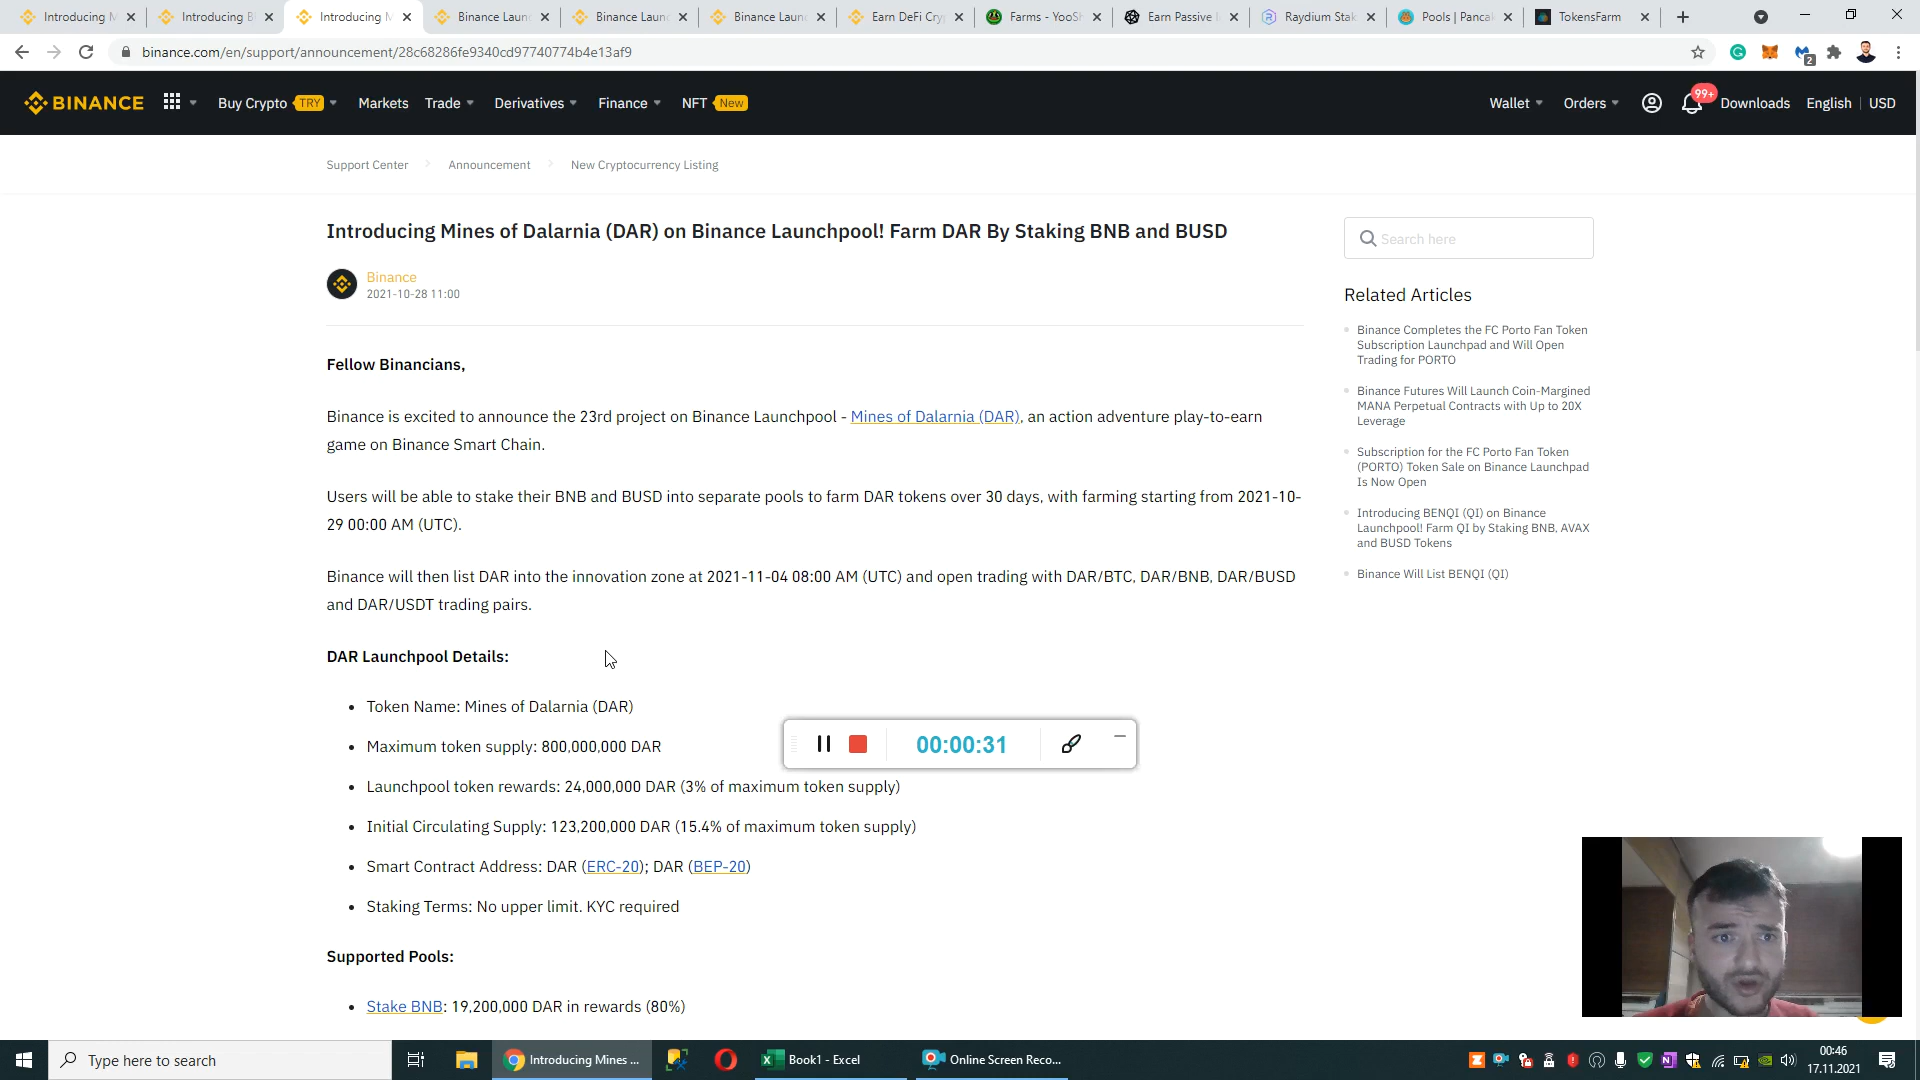 Introducing M
Introducing B
Introducing M
Binance Laun
Binance Laun
Binance Laun
Earn DeFi Cry
Farms - YooSh
Earn Passive I
Raydium Stak
Pools | Panca
TokensFarm
binance.com/en/support/announcement/28c68286fe9340cd97740774b4e13af9
2
BINANCE
Buy Crypto TRY
Markets
Trade
Derivatives
Finance
NFT New
Wallet
Orders
99+
Downloads
English
USD
Support Center
Announcement
New Cryptocurrency Listing
Introducing Mines of Dalarnia (DAR) on Binance Launchpool! Farm DAR By Staking BNB and BUSD
Binance
2021-10-28 11:00
Fellow Binancians,
Binance is excited to announce the 23rd project on Binance Launchpool - Mines of Dalarnia (DAR), an action adventure play-to-earn
game on Binance Smart Chain.
Users will be able to stake their BNB and BUSD into separate pools to farm DAR tokens over 30 days, with farming starting from 2021-10-
29 00:00 AM (UTC).
Binance will then list DAR into the innovation zone at 2021-11-04 08:00 AM (UTC) and open trading with DAR/BTC, DAR/BNB, DAR/BUSD
and DAR/USDT trading pairs.
DAR Launchpool Details:
Token Name: Mines of Dalarnia (DAR)
Maximum token supply: 800,000,000 DAR
Launchpool token rewards: 24,000,000 DAR (3% of maximum token supply)
Initial Circulating Supply: 123,200,000 DAR (15.4% of maximum token supply)
Smart Contract Address: DAR (ERC-20); DAR (BEP-20)
Staking Terms: No upper limit. KYC required
Supported Pools:
Stake BNB: 19,200,000 DAR in rewards (80%)
Search here
Related Articles
Binance Completes the FC Porto Fan Token
Subscription Launchpad and Will Open
Trading for PORTO
Binance Futures Will Launch Coin-Margined
MANA Perpetual Contracts with Up to 20X
Leverage
Subscription for the FC Porto Fan Token
(PORTO) Token Sale on Binance Launchpad
Is Now Open
Introducing BENQI (QI) on Binance
Launchpool! Farm QI by Staking BNB, AVAX
and BUSD Tokens
Binance Will List BENQI (QI)
00:00:31
Type here to search
Introducing Mines ...
Book1 - Excel
Online Screen Reco...
00:46
17.11.2021